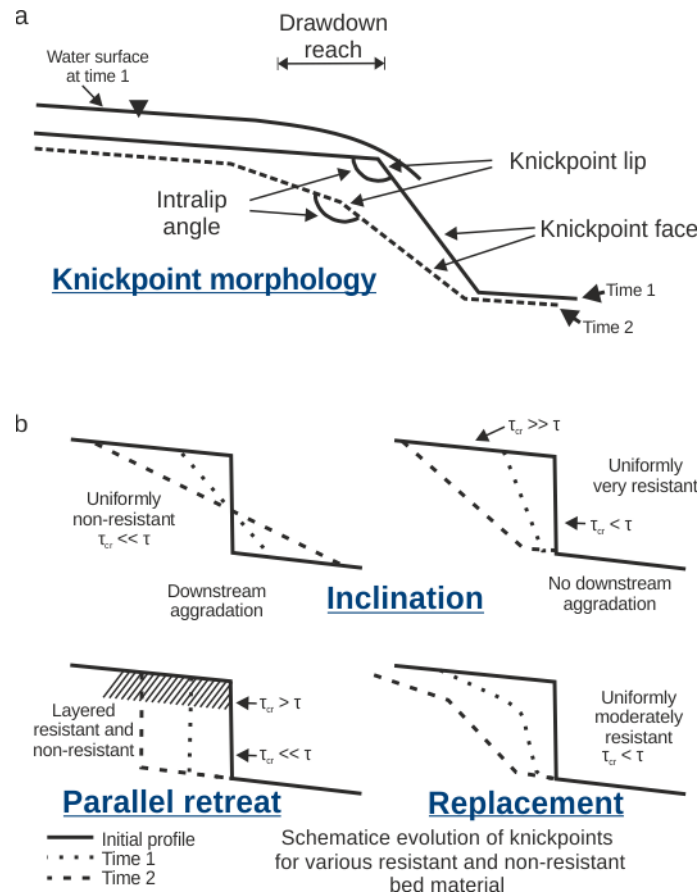 a
Drawdown
reach
Water surface
at time 1
Knickpoint lip
Intralip
angle
Knickpoint face
Knickpoint morphology
Time 1
Time 2
b
τcr >> τ
Uniformly
non-resistant
τcr << τ
Uniformly
very resistant
τcr < τ
Downstream
aggradation
Inclination
No downstream
aggradation
Layered
resistant and
non-resistant
τcr > τ
τcr << τ
Uniformly
moderately
resistant
τcr < τ
Parallel retreat
Replacement
Initial profile
Time 1
Time 2
Schematice evolution of knickpoints
for various resistant and non-resistant
bed material